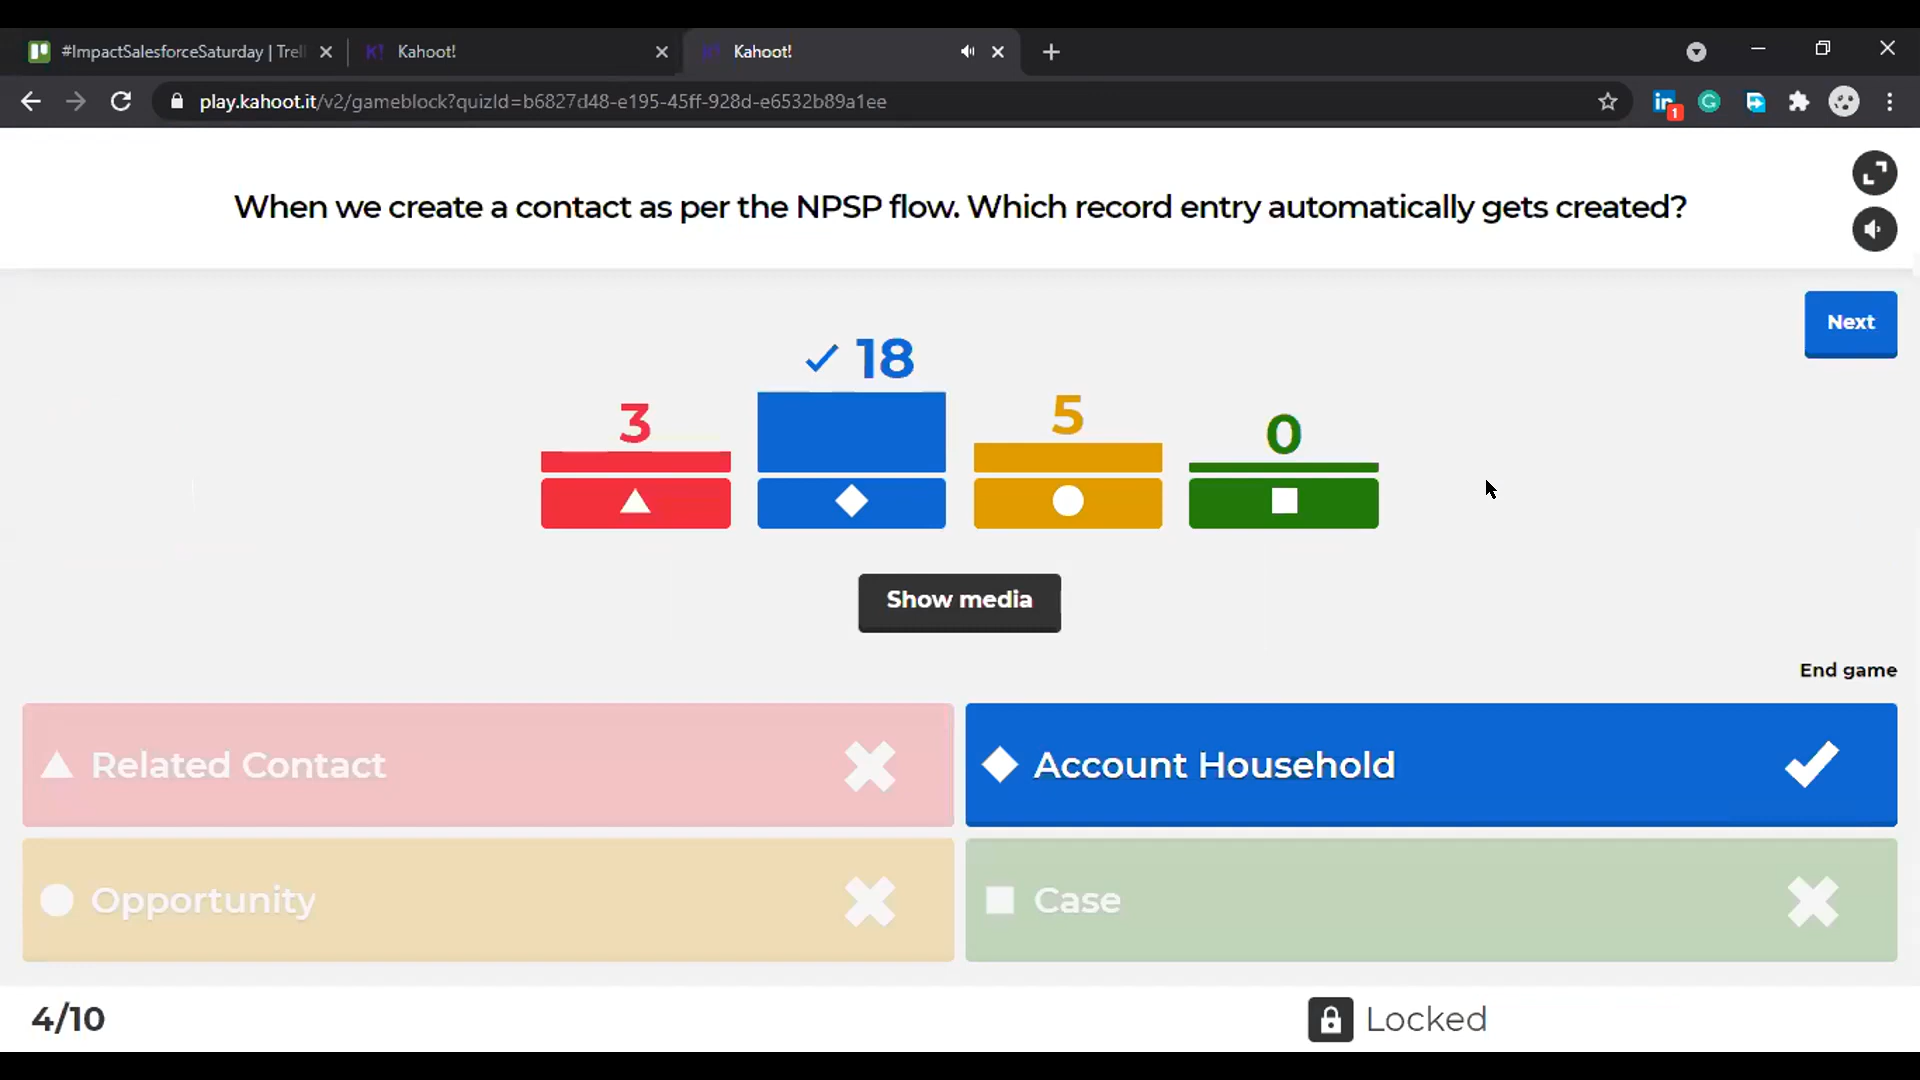 #ImpactSalesforceSaturday | Trell
Kahoot!
Kahoot!
play.kahoot.it/v2/gameblock?quizId=b6827d48-e195-45ff-928d-e6532b89a1ee
1
When we create a contact as per the NPSP flow. Which record entry automatically gets created?
Next
3
18
5
0
Show media
End game
Related Contact
Account Household
Opportunity
Case
4/10
Locked